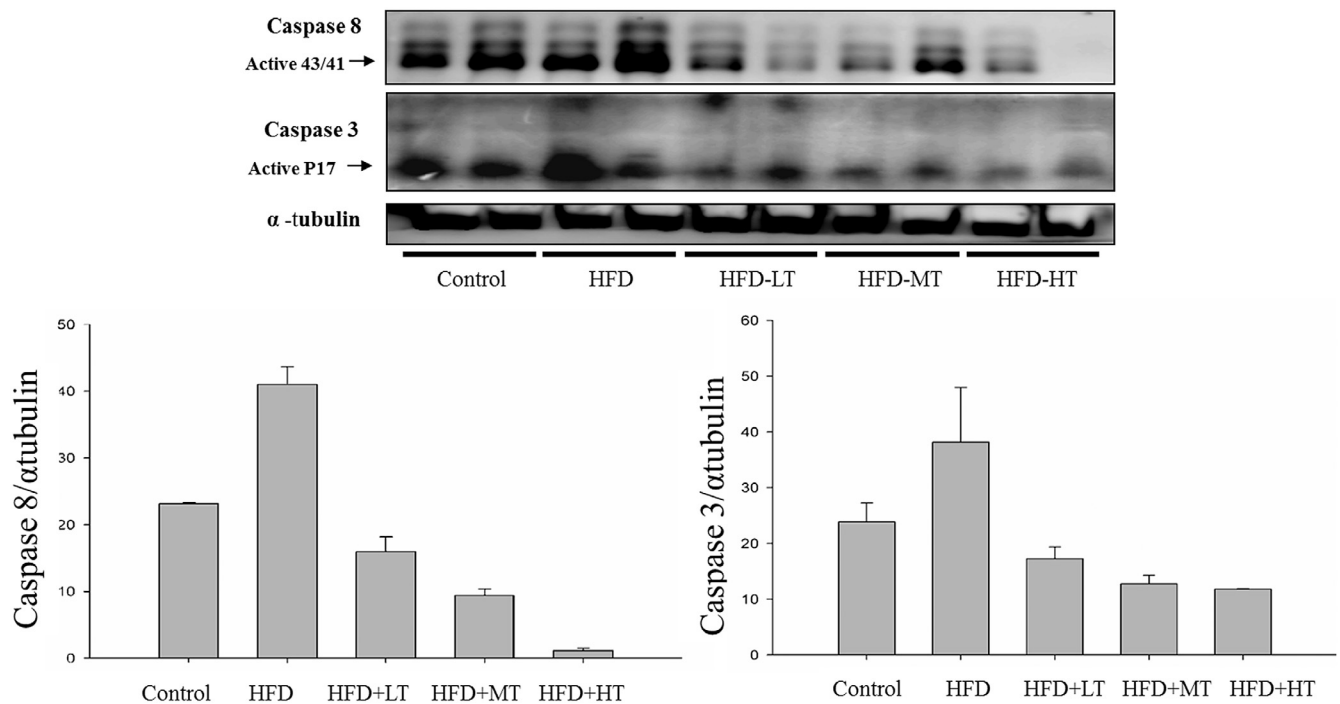 Caspase 8
Active 43/41
Caspase 3
Active P17
α -tubulin
Control HFD HFD-LT HFD-MT HFD-HT
50
40
30
20
10
0
Caspase 8/αtubulin
Control HFD HFD+LT HFD+MT HFD+HT
60
50
40
30
20
10
0
Caspase 3/αtubulin
Control HFD HFD+LT HFD+MT HFD+HT